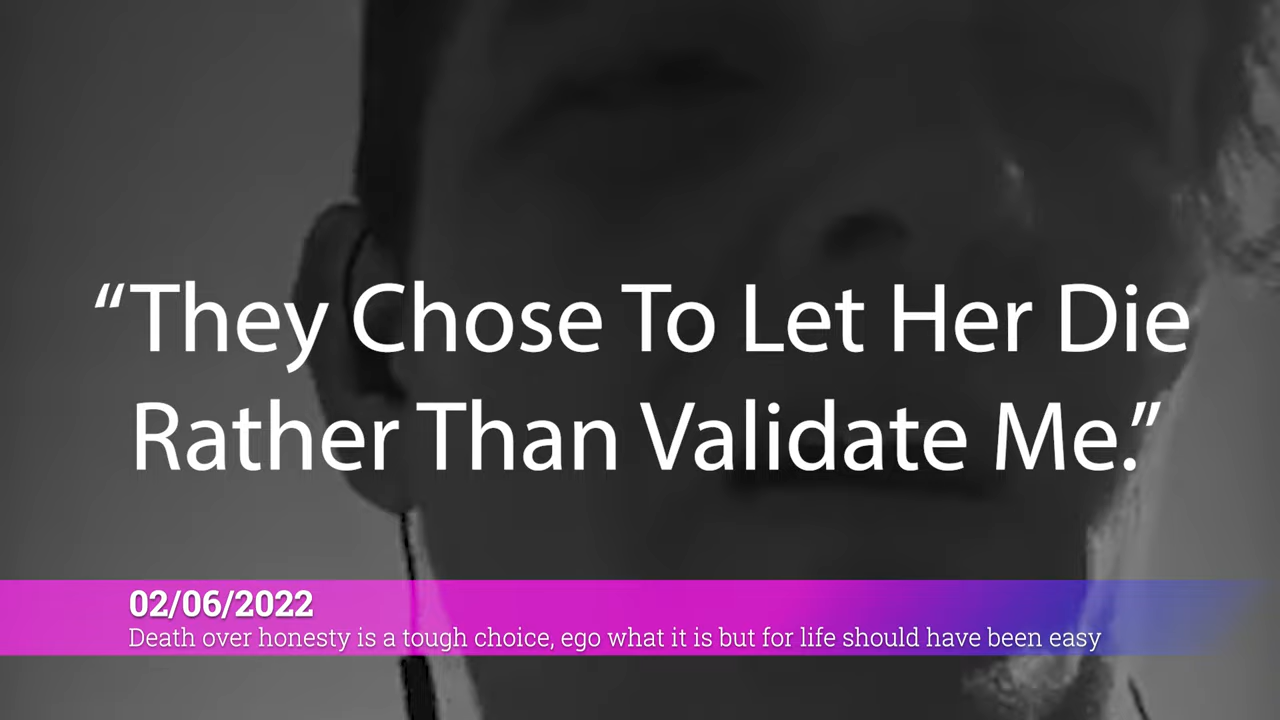 “They Chose To Let Her Die
Rather Than Validate Me.”
02/06/2022
Death over honesty is a tough choice, ego what it is but for life should have been easy